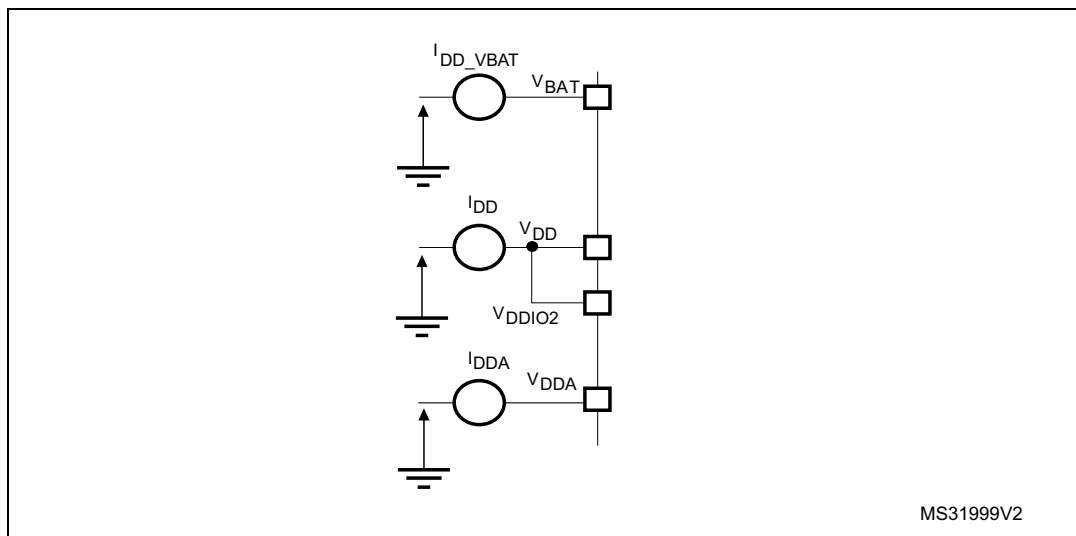 I_DD_VBAT
V_BAT
I_DD
V_DD
V_DDIO2
I_DDA
V_DDA
MS31999V2